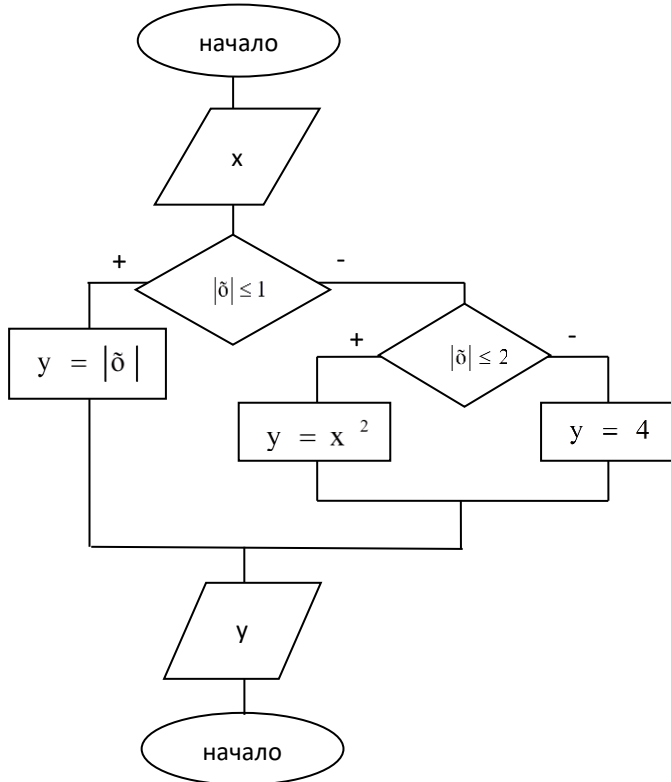 начало
x
+
-
|õ| ≤ 1
y = |õ|
+
-
|õ| ≤ 2
y = x ²
y = 4
y
начало